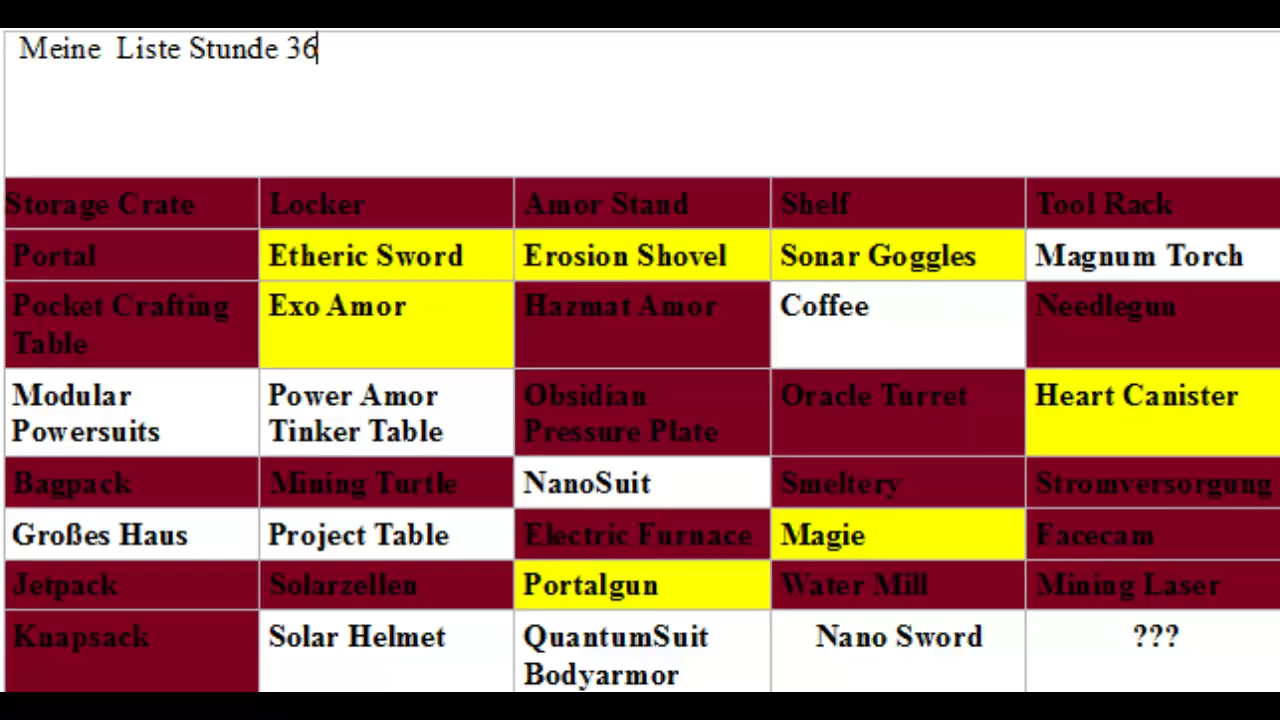 Meine Liste Stunde 36
Storage Crate Locker Amor Stand Shelf Tool Rack
Portal Etheric Sword Erosion Shovel Sonar Goggles Magnum Torch
Pocket Crafting Exo Amor Hazmat Amor Coffee Needlegun
Table
Modular Power Amor Obsidian Oracle Turret Heart Canister
Powersuits Tinker Table Pressure Plate
Bagpack Mining Turtle NanoSuit Smeltery Stromversorgung
Großes Haus Project Table Electric Furnace Magie Facecam
Jetpack Solarzellen Portalgun Water Mill Mining Laser
Knapsack Solar Helmet QuantumSuit Nano Sword ???
Bodyarmor